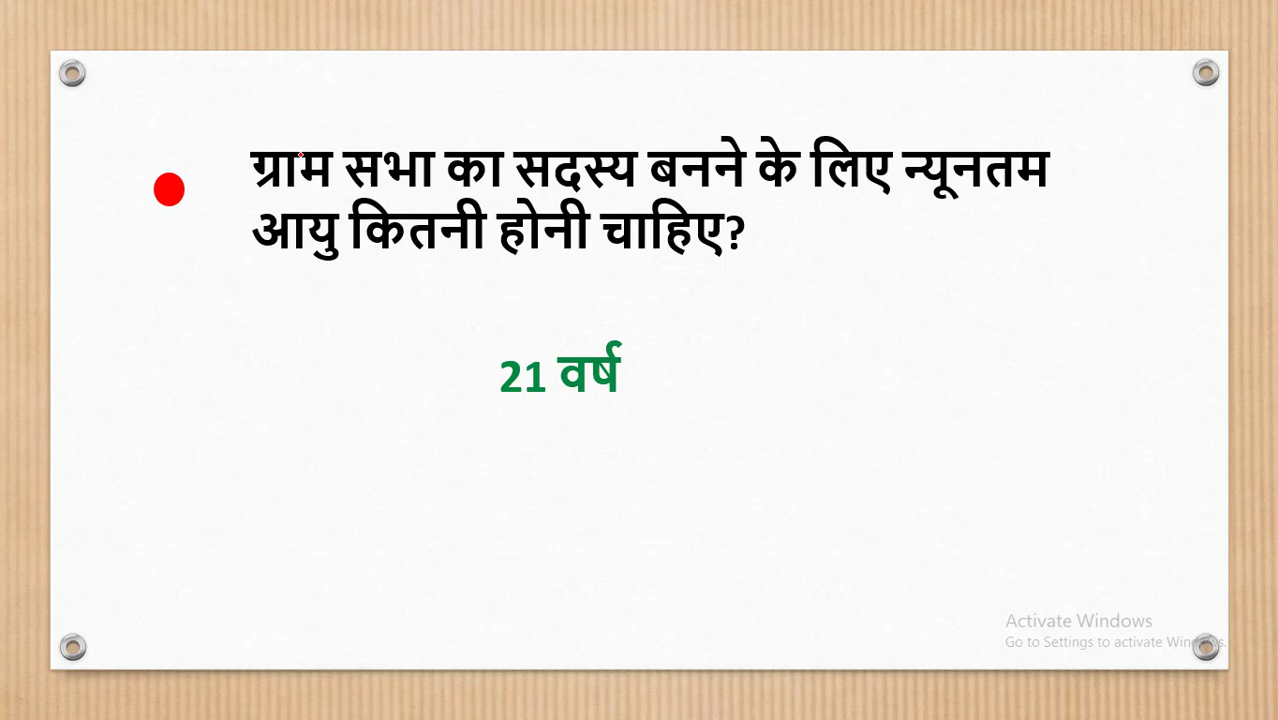 ग्राम सभा का सदस्य बनने के लिए न्यूनतम
आयु कितनी होनी चाहिए?
21 वर्ष
Activate Windows
Go to Settings to activate Windows.